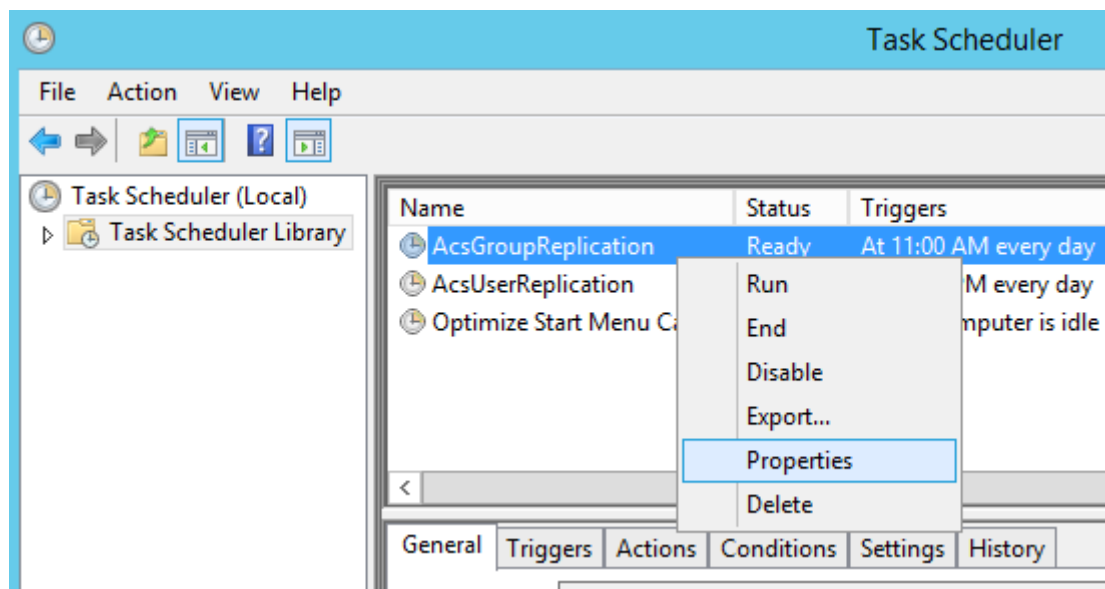 Task Scheduler
File Action View Help
Task Scheduler (Local)
Task Scheduler Library
Name Status Triggers
AcsGroupReplication Ready At 11:00 AM every day
AcsUserReplication M every day
Optimize Start Menu Ca mputer is idle
Run
End
Disable
Export...
Properties
Delete
General Triggers Actions Conditions Settings History